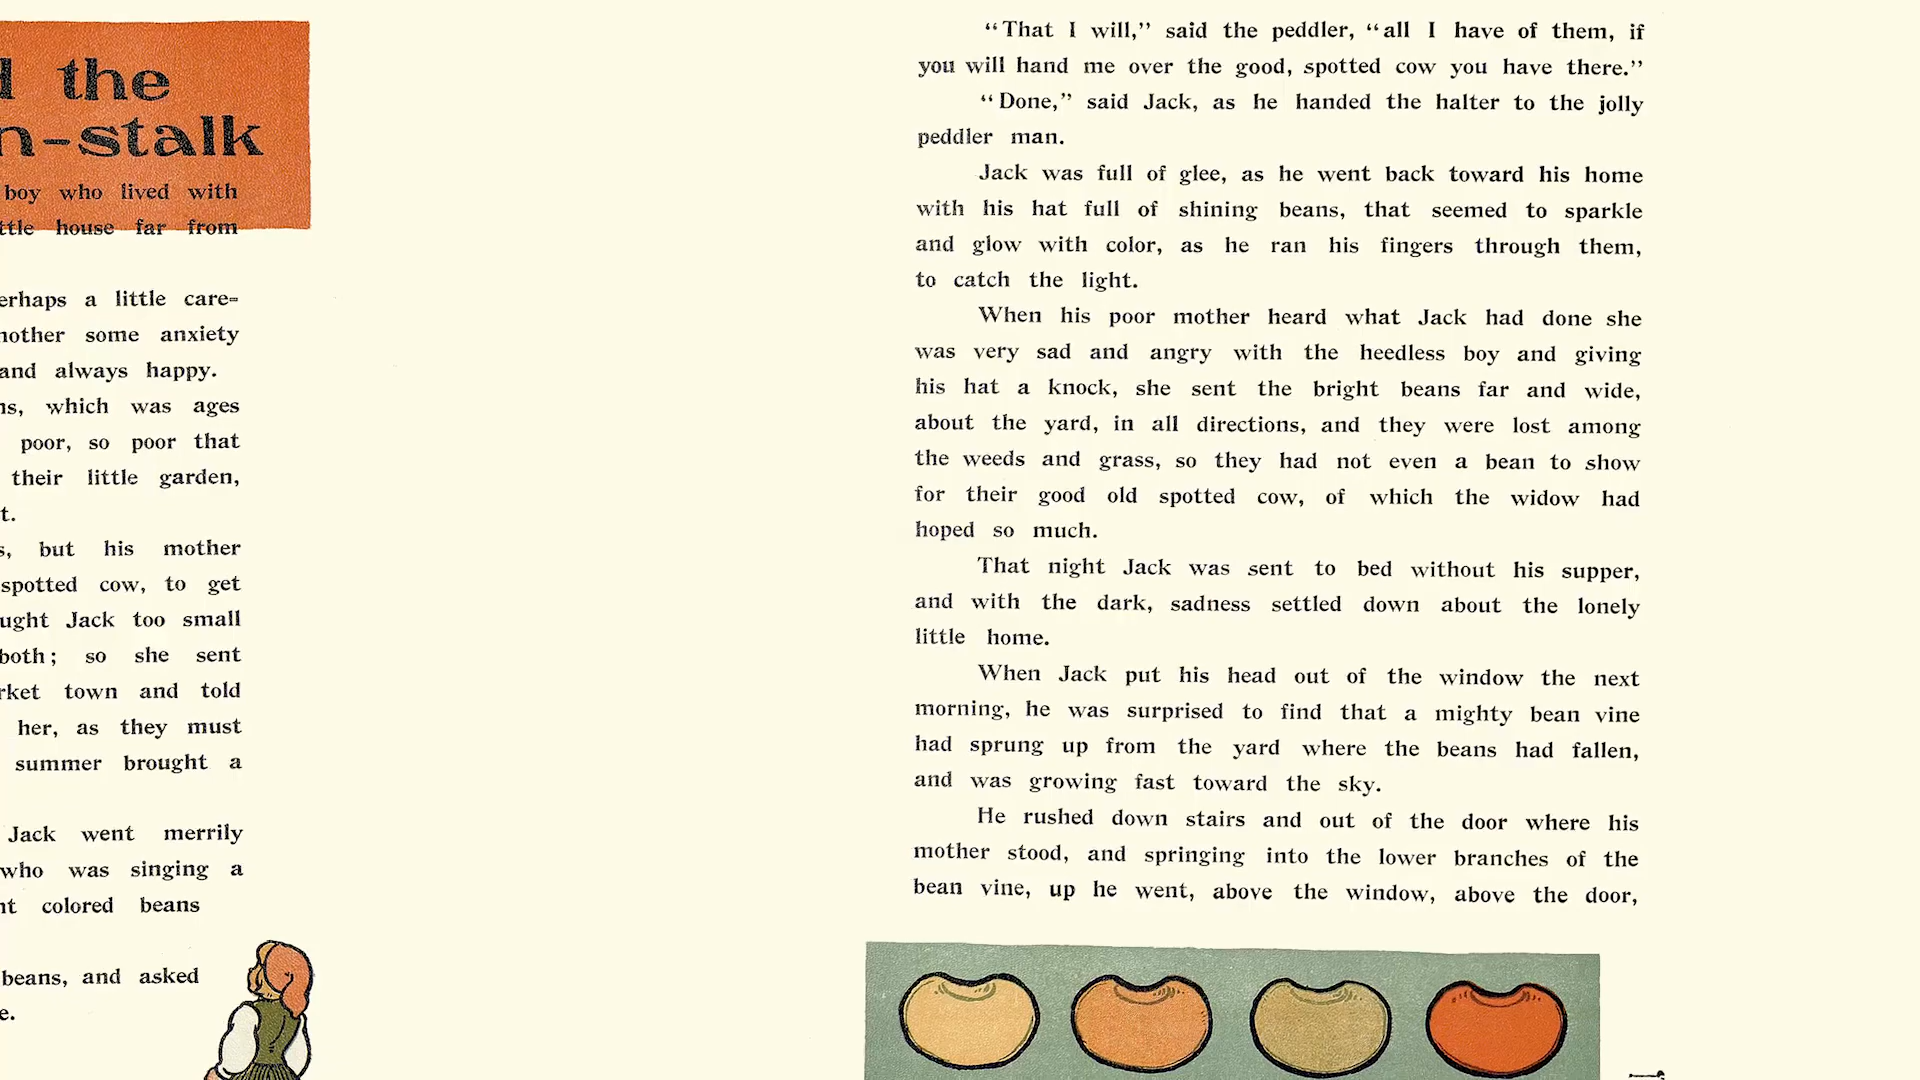 d the
n-stalk
boy who lived with
ttle house far from
erhaps a little care-
nother some anxiety
and always happy.
ns, which was ages
poor, so poor that
their little garden,
t.
s, but his mother
spotted cow, to get
ught Jack too small
both; so she sent
rket town and told
her, as they must
summer brought a
Jack went merrily
who was singing a
nt colored beans
beans, and asked
e.
“That I will,” said the peddler, “all I have of them, if
you will hand me over the good, spotted cow you have there.”
“Done,” said Jack, as he handed the halter to the jolly
peddler man.
Jack was full of glee, as he went back toward his home
with his hat full of shining beans, that seemed to sparkle
and glow with color, as he ran his fingers through them,
to catch the light.
When his poor mother heard what Jack had done she
was very sad and angry with the heedless boy and giving
his hat a knock, she sent the bright beans far and wide,
about the yard, in all directions, and they were lost among
the weeds and grass, so they had not even a bean to show
for their good old spotted cow, of which the widow had
hoped so much.
That night Jack was sent to bed without his supper,
and with the dark, sadness settled down about the lonely
little home.
When Jack put his head out of the window the next
morning, he was surprised to find that a mighty bean vine
had sprung up from the yard where the beans had fallen,
and was growing fast toward the sky.
He rushed down stairs and out of the door where his
mother stood, and springing into the lower branches of the
bean vine, up he went, above the window, above the door,